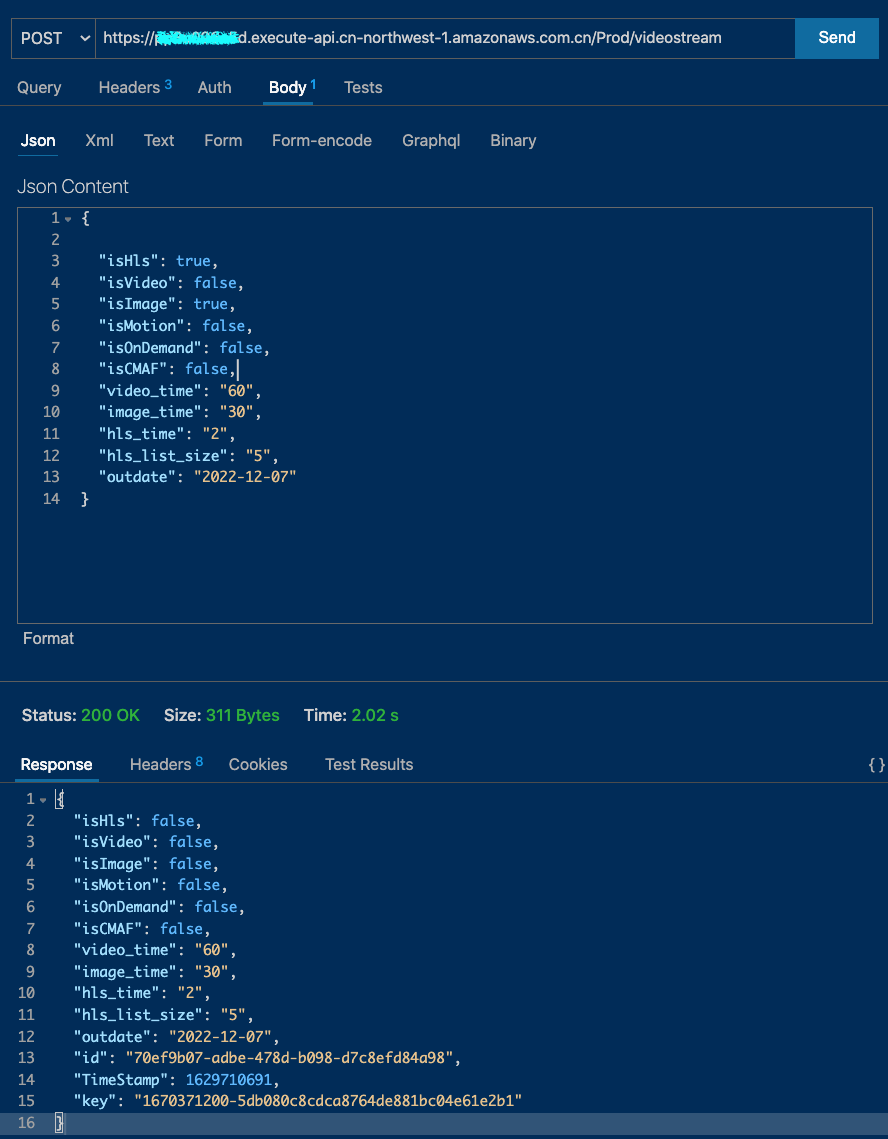 POST https://d.execute-api.cn-northwest-1.amazonaws.com.cn/Prod/videostream Send
Query Headers 3 Auth Body 1 Tests
Json Xml Text Form Form-encode Graphql Binary
Json Content
1 {
2
3 "isHls": true,
4 "isVideo": false,
5 "isImage": true,
6 "isMotion": false,
7 "isOnDemand": false,
8 "isCMAF": false,
9 "video_time": "60",
10 "image_time": "30",
11 "hls_time": "2",
12 "hls_list_size": "5",
13 "outdate": "2022-12-07"
14 }
Format
Status: 200 OK Size: 311 Bytes Time: 2.02 s
Response Headers 8 Cookies Test Results {}
1 {
2 "isHls": false,
3 "isVideo": false,
4 "isImage": false,
5 "isMotion": false,
6 "isOnDemand": false,
7 "isCMAF": false,
8 "video_time": "60",
9 "image_time": "30",
10 "hls_time": "2",
11 "hls_list_size": "5",
12 "outdate": "2022-12-07",
13 "id": "70ef9b07-adbe-478d-b098-d7c8efd84a98",
14 "TimeStamp": 1629710691,
15 "key": "1670371200-5db080c8cdca8764de881bc04e61e2b1"
16 }